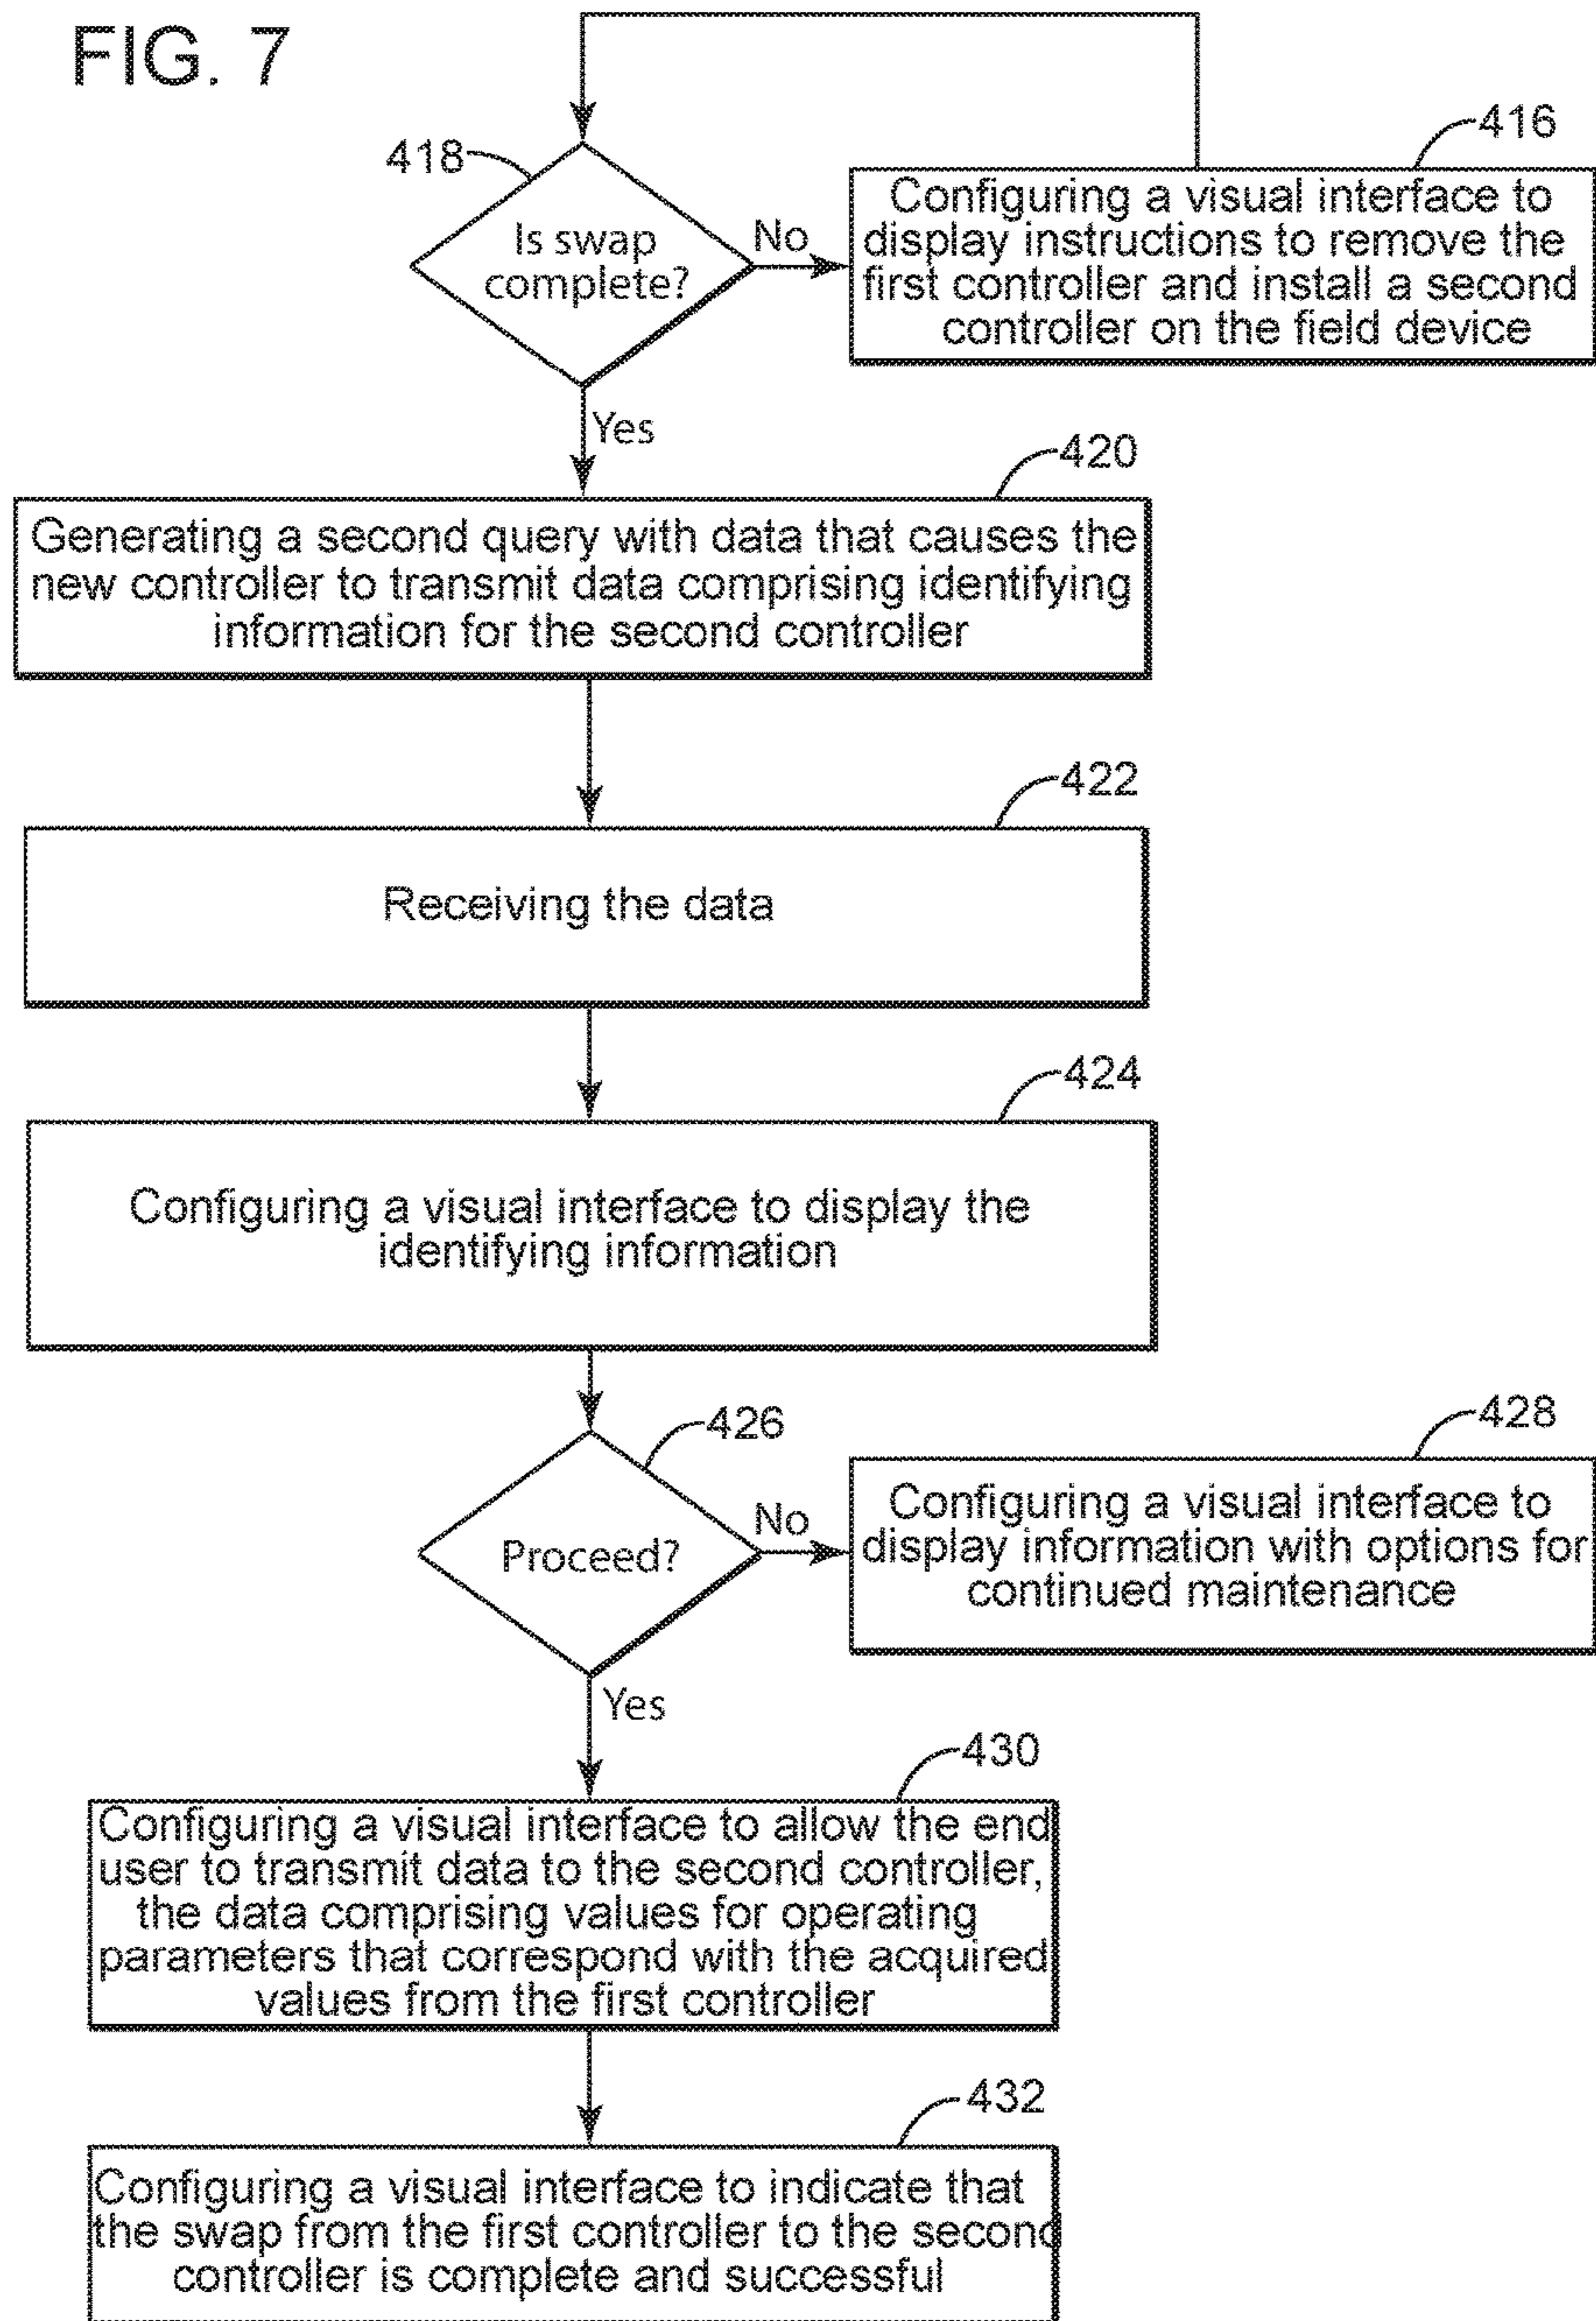 FIG. 7
418
Is swap
complete?
No
416
Configuring a visual interface to
display instructions to remove the
first controller and install a second
controller on the field device
Yes
420
Generating a second query with data that causes the
new controller to transmit data comprising identifying
information for the second controller
422
Receiving the data
424
Configuring a visual interface to display the
identifying information
426
Proceed?
No
428
Configuring a visual interface to
display information with options for
continued maintenance
Yes
430
Configuring a visual interface to allow the end
user to transmit data to the second controller,
the data comprising values for operating
parameters that correspond with the acquired
values from the first controller
432
Configuring a visual interface to indicate that
the swap from the first controller to the second
controller is complete and successful